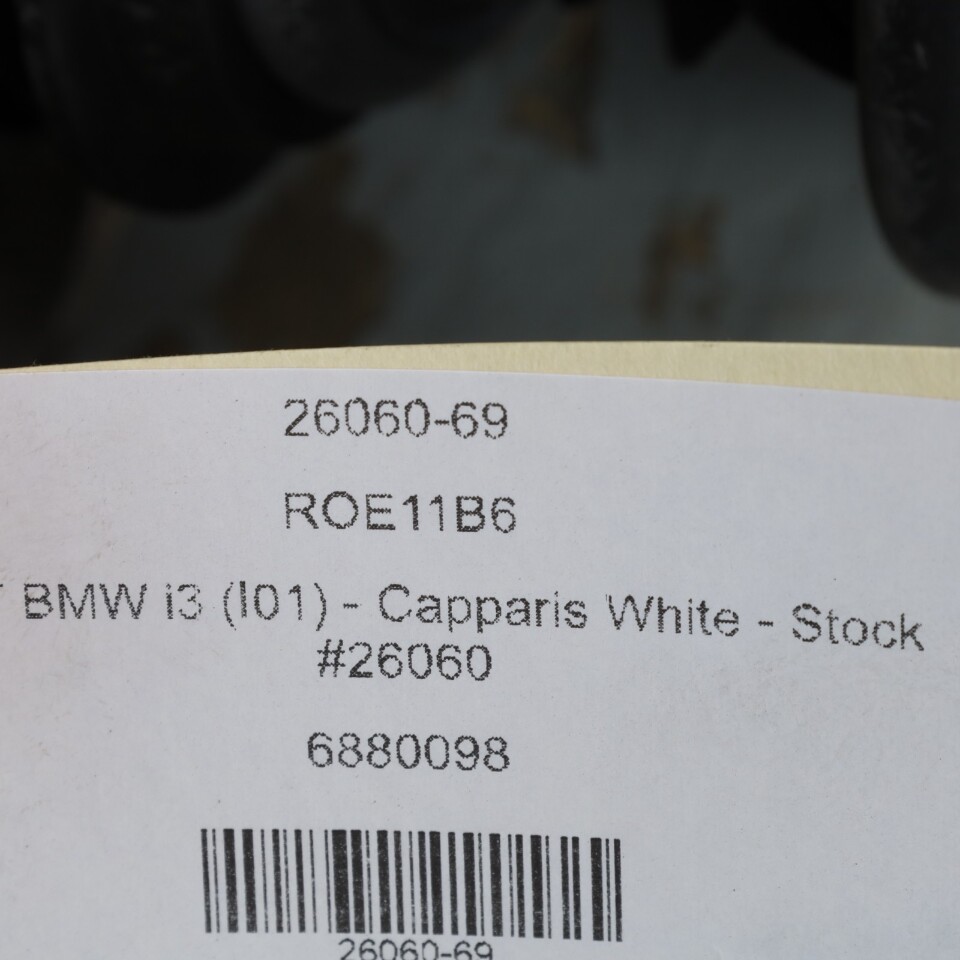 26060-69
ROE11B6
BMW i3 (I01) - Capparis White - Stock
#26060
6880098
26060-69